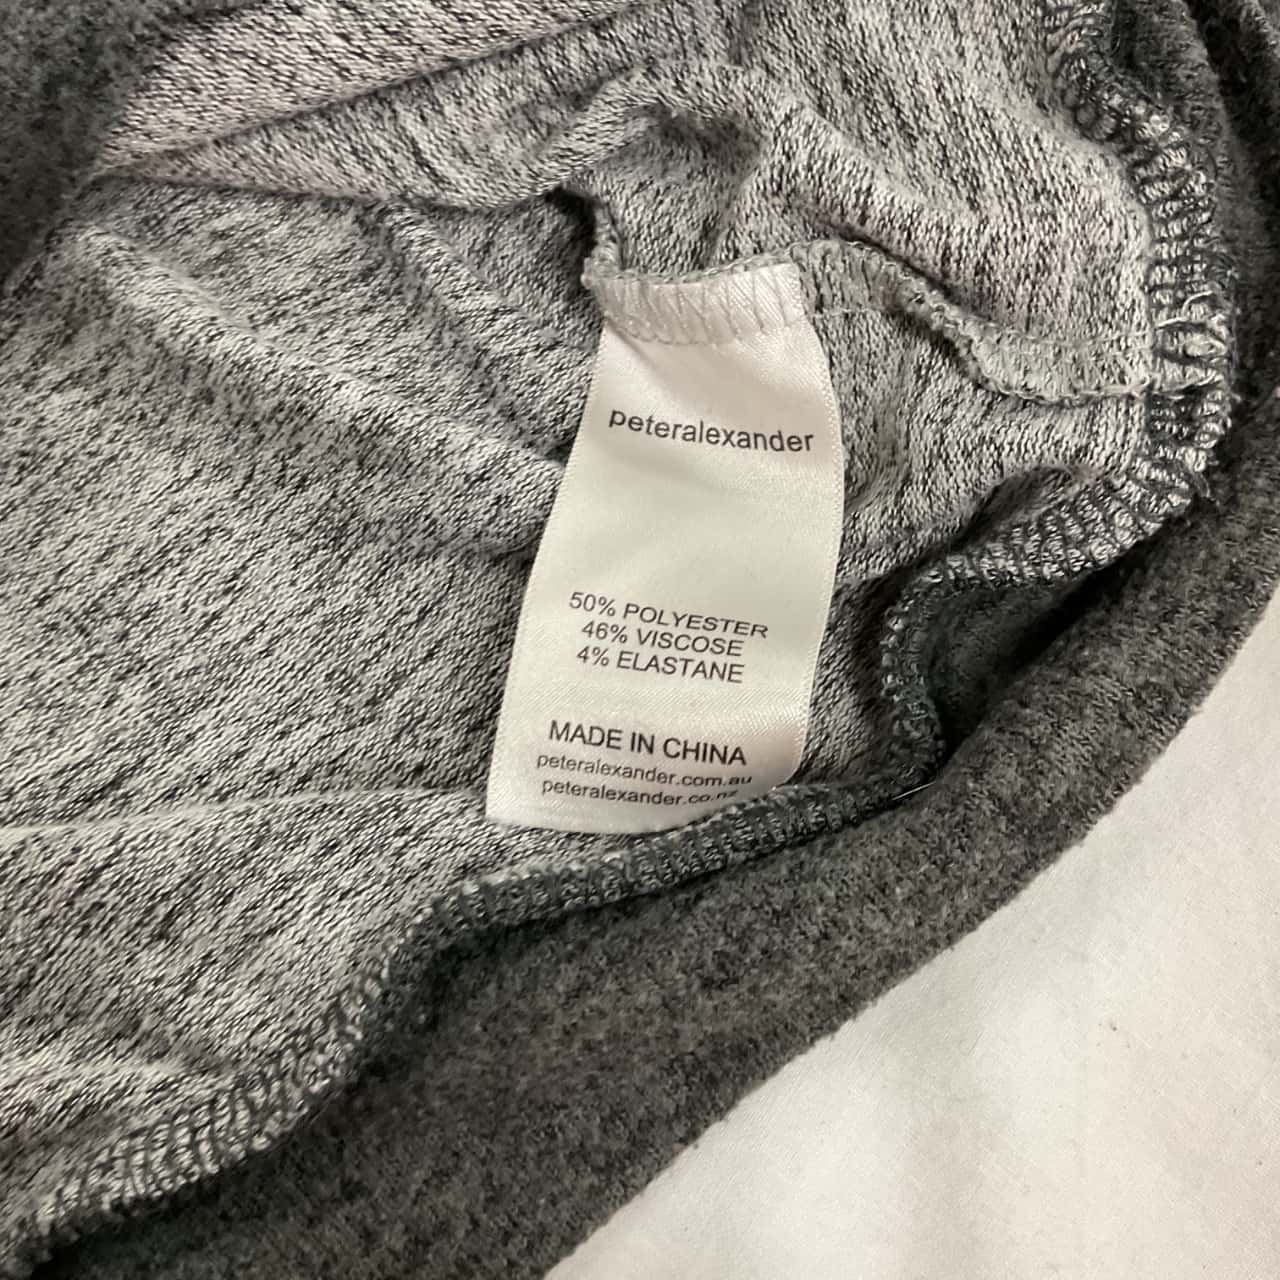 peteralexander
50% POLYESTER
46% VISCOSE
4% ELASTANE
MADE IN CHINA
peteralexander.com.au
peteralexander.co.nz